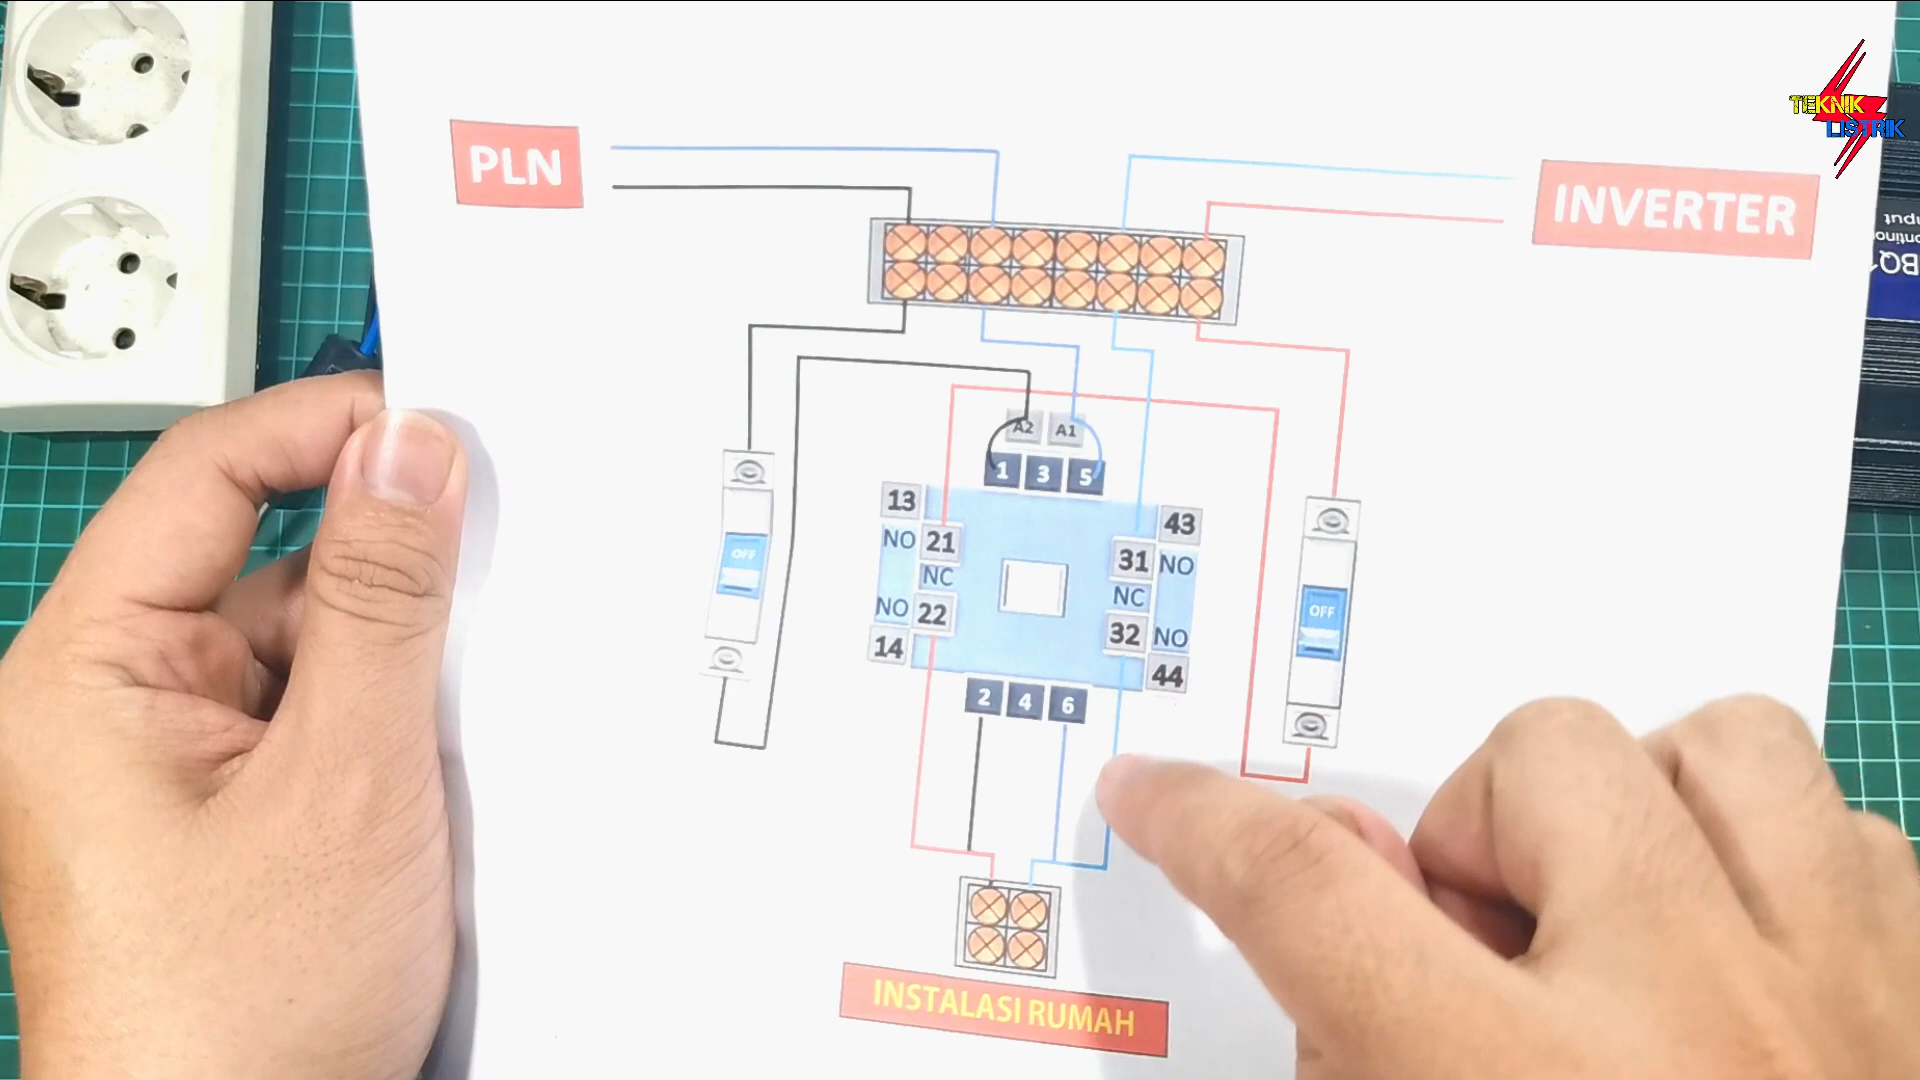 TEKNIK
LISTRIK
PLN
INVERTER
A2 A1
1 3 5
13
43
NO 21
31 NO
NC
NC
NO 22
32 NO
14
44
OFF
OFF
2 4 6
INSTALASI RUMAH